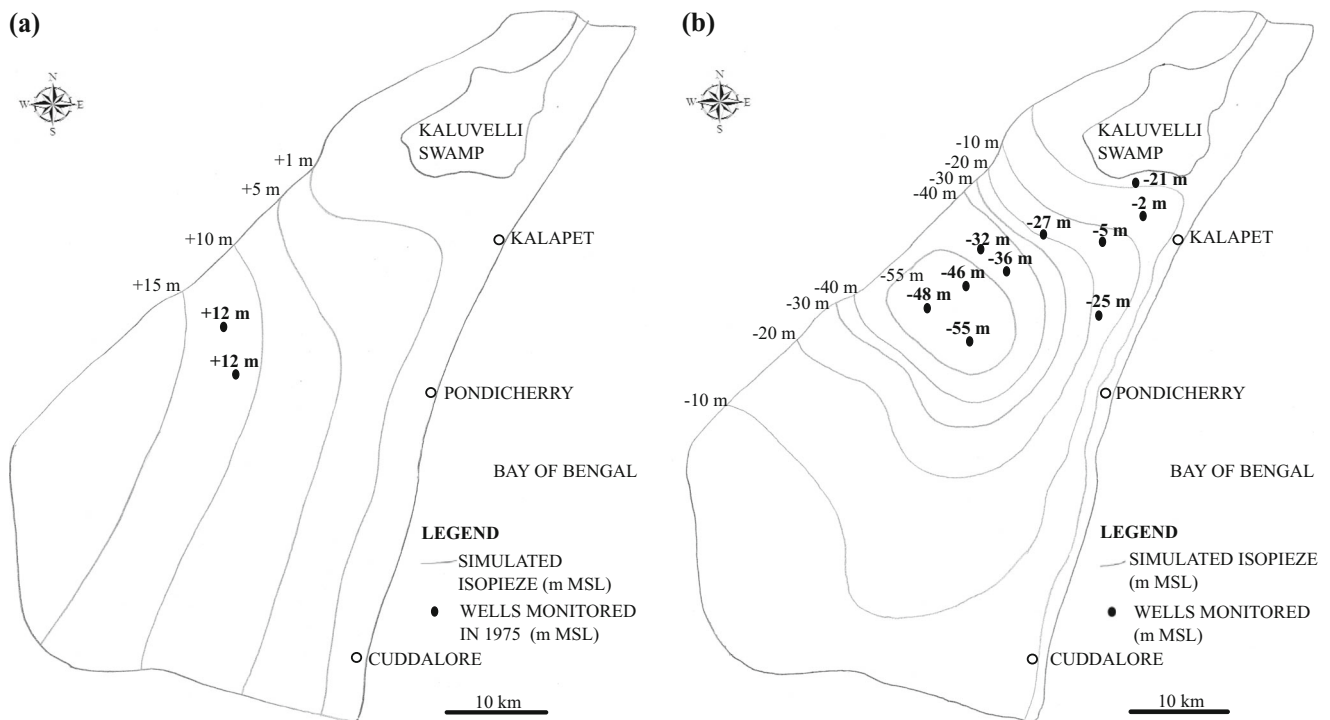 (a)
N
W E
S
KALUVELLI
SWAMP
+1 m
+5 m
+10 m
+15 m
KALAPET
+12 m
+12 m
PONDICHERRY
BAY OF BENGAL
LEGEND
SIMULATED
ISOPIEZE (m MSL)
WELLS MONITORED
IN 1975 (m MSL)
CUDDALORE
10 km
(b)
N
W E
S
KALUVELLI
SWAMP
-10 m
-20 m
-30 m
-40 m
-21 m
-2 m
-27 m
-5 m
-32 m
KALAPET
-36 m
-55 m
-46 m
-40 m
-48 m
-30 m
-25 m
-20 m
-55 m
PONDICHERRY
-10 m
BAY OF BENGAL
LEGEND
SIMULATED ISOPIEZE
(m MSL)
WELLS MONITORED
(m MSL)
CUDDALORE
10 km